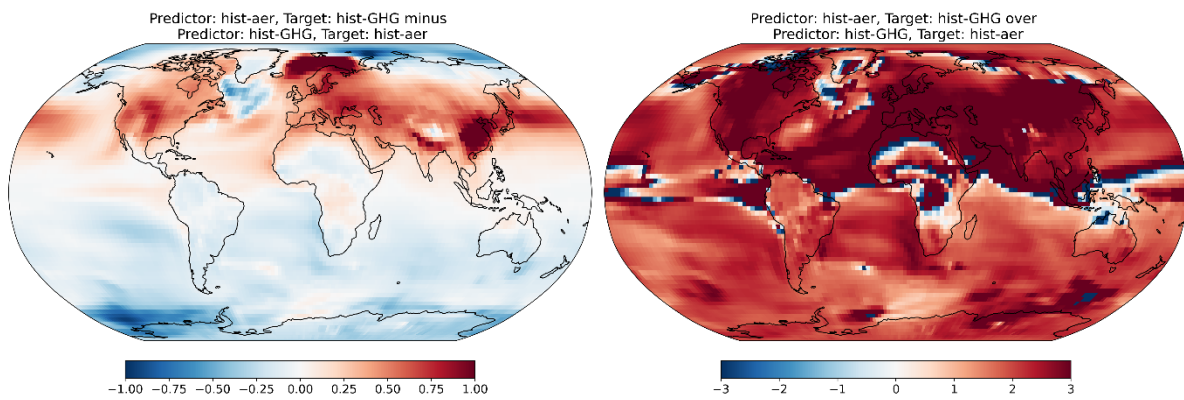 Predictor: hist-aer, Target: hist-GHG minus
Predictor: hist-GHG, Target: hist-aer
Predictor: hist-aer, Target: hist-GHG over
Predictor: hist-GHG, Target: hist-aer
−1.00 −0.75 −0.50 −0.25 0.00 0.25 0.50 0.75 1.00
−3 −2 −1 0 1 2 3